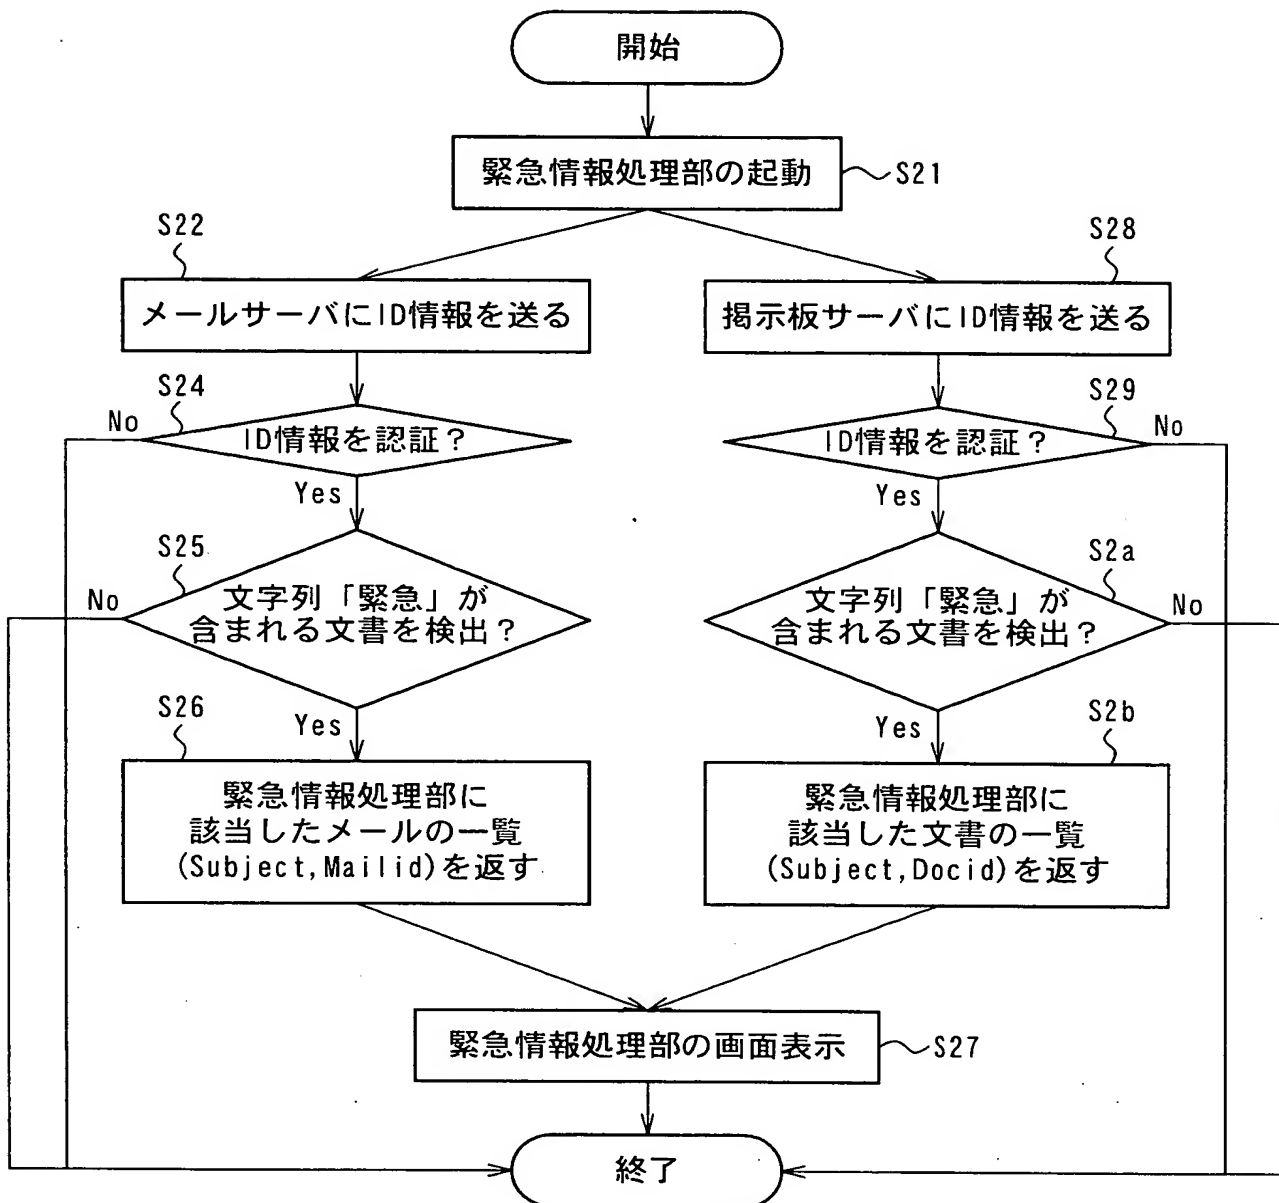 開始
緊急情報処理部の起動
S21
S22
メールサーバにID情報を送る
S28
掲示板サーバにID情報を送る
S24
No
ID情報を認証？
Yes
S29
ID情報を認証？
No
Yes
S25
No
文字列「緊急」が
含まれる文書を検出？
Yes
S2a
文字列「緊急」が
含まれる文書を検出？
No
Yes
S26
緊急情報処理部に
該当したメールの一覧
(Subject,Mailid)を返す
S2b
緊急情報処理部に
該当した文書の一覧
(Subject,Docid)を返す
緊急情報処理部の画面表示
S27
終了